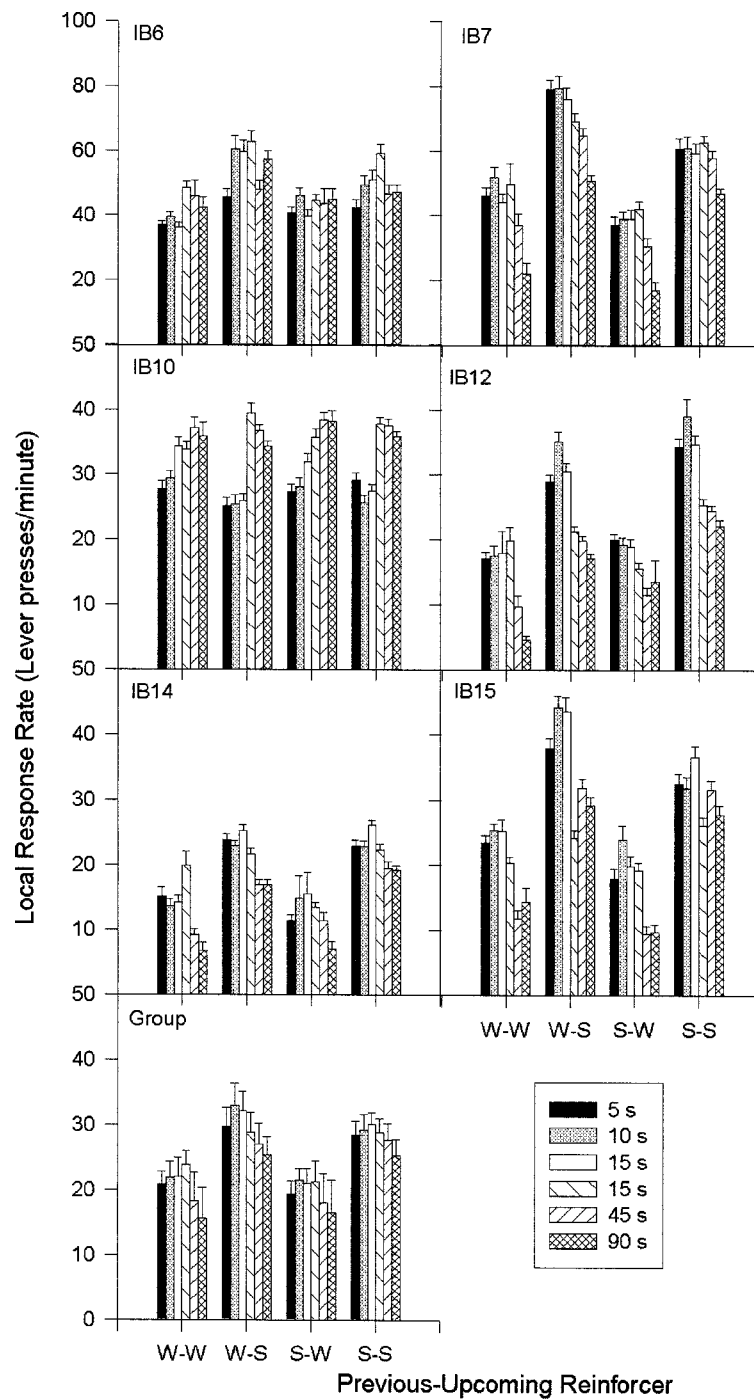 IB6
IB7
100
80
60
40
20
50
IB10
IB12
40
30
20
10
50
IB14
IB15
40
30
20
10
50
W-W W-S S-W S-S
Group
40
30
20
10
0
W-W W-S S-W S-S
5 s
10 s
15 s
15 s
45 s
90 s
Local Response Rate (Lever presses/minute)
Previous-Upcoming Reinforcer